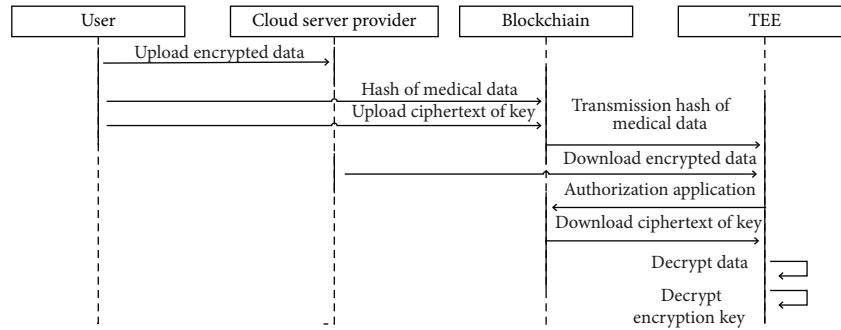 User
Cloud server provider
Blockchiain
TEE
Upload encrypted data
Hash of medical data
Upload ciphertext of key
Transmission hash of
medical data
Download encrypted data
Authorization application
Download ciphertext of key
Decrypt data
Decrypt
encryption key